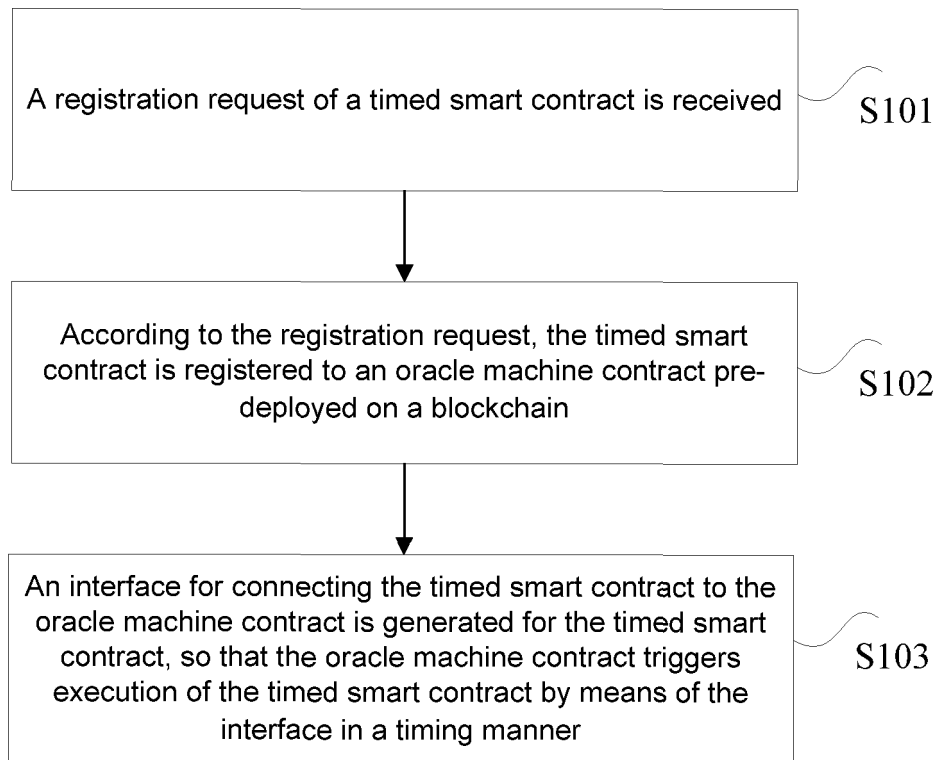 A registration request of a timed smart contract is received
S101
According to the registration request, the timed smart
contract is registered to an oracle machine contract pre-
deployed on a blockchain
S102
An interface for connecting the timed smart contract to the
oracle machine contract is generated for the timed smart
contract, so that the oracle machine contract triggers
execution of the timed smart contract by means of the
interface in a timing manner
S103